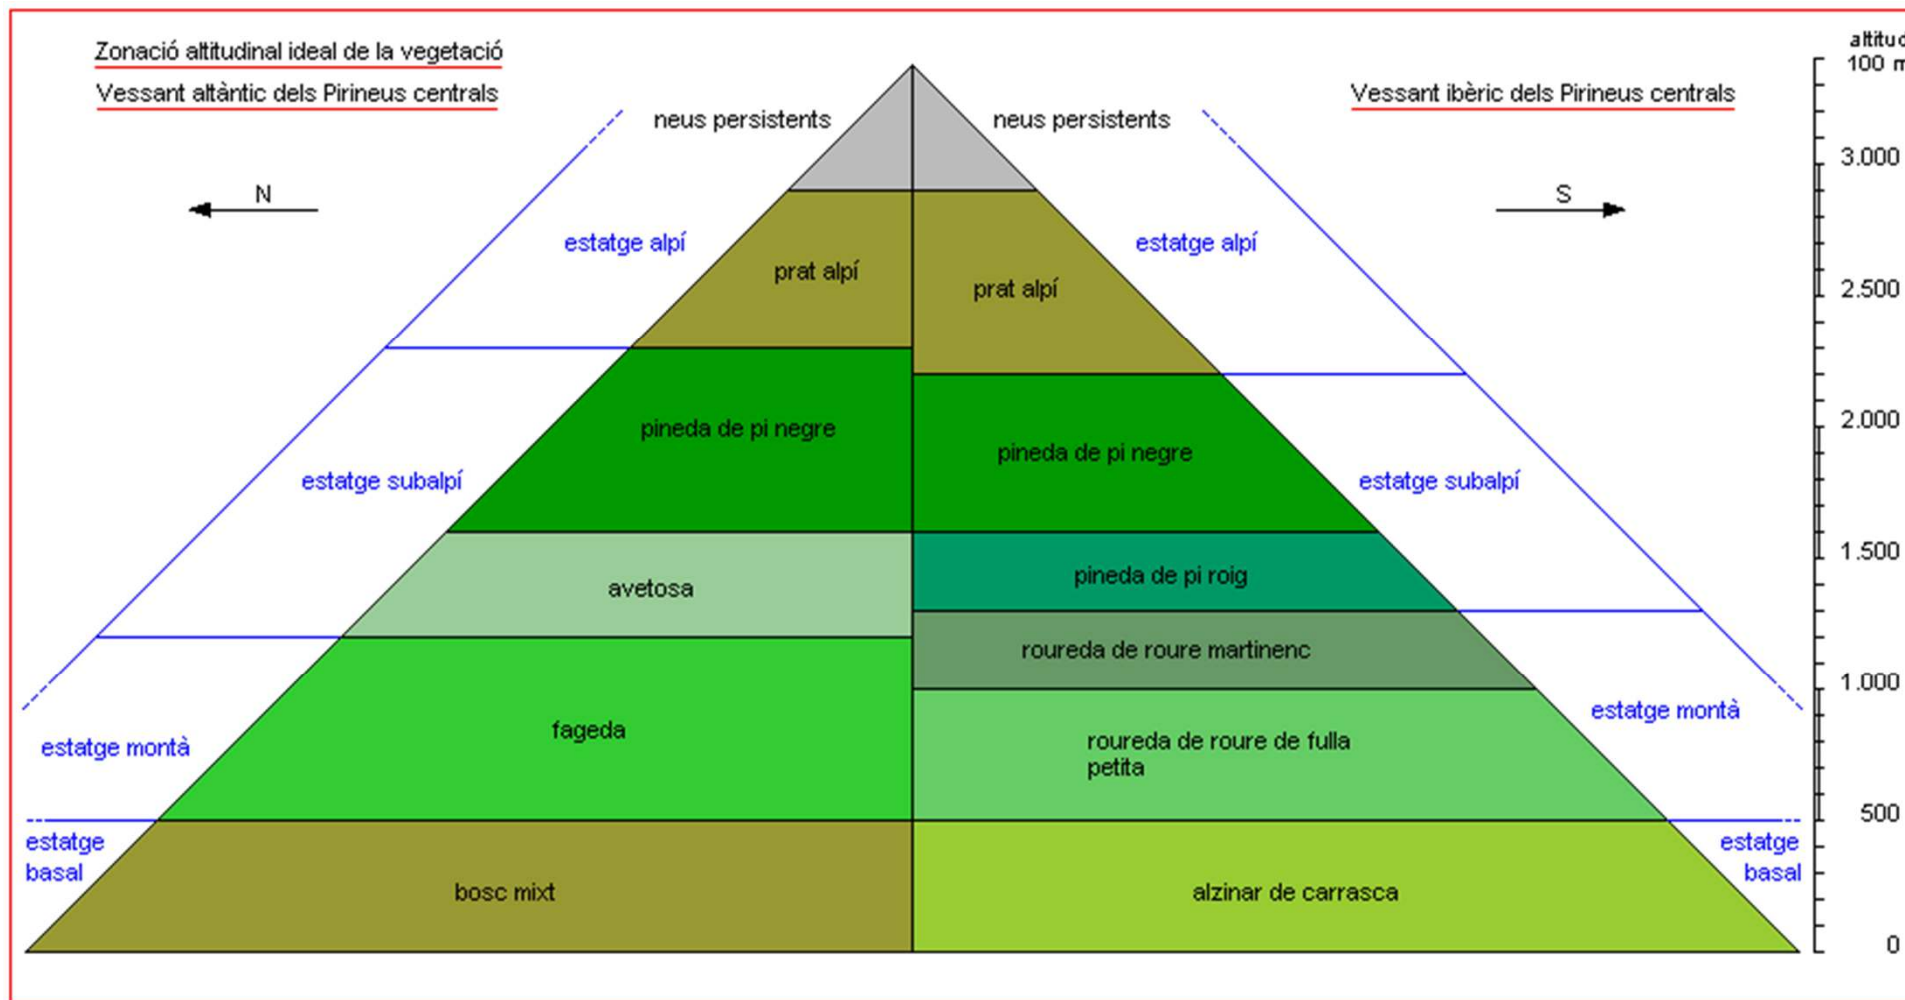 Zonació altitudinal ideal de la vegetació
Vessant altàntic dels Pirineus centrals
Vessant ibèric dels Pirineus centrals
altitud
100 m
neus persistents
neus persistents
N
S
3.000
estatge alpí
estatge alpí
prat alpí
prat alpí
2.500
pineda de pi negre
pineda de pi negre
2.000
estatge subalpí
estatge subalpí
1.500
avetosa
pineda de pi roig
roureda de roure martinenc
1.000
estatge montà
estatge montà
fageda
roureda de roure de fulla
petita
500
estatge
basal
estatge
basal
bosc mixt
alzinar de carrasca
0